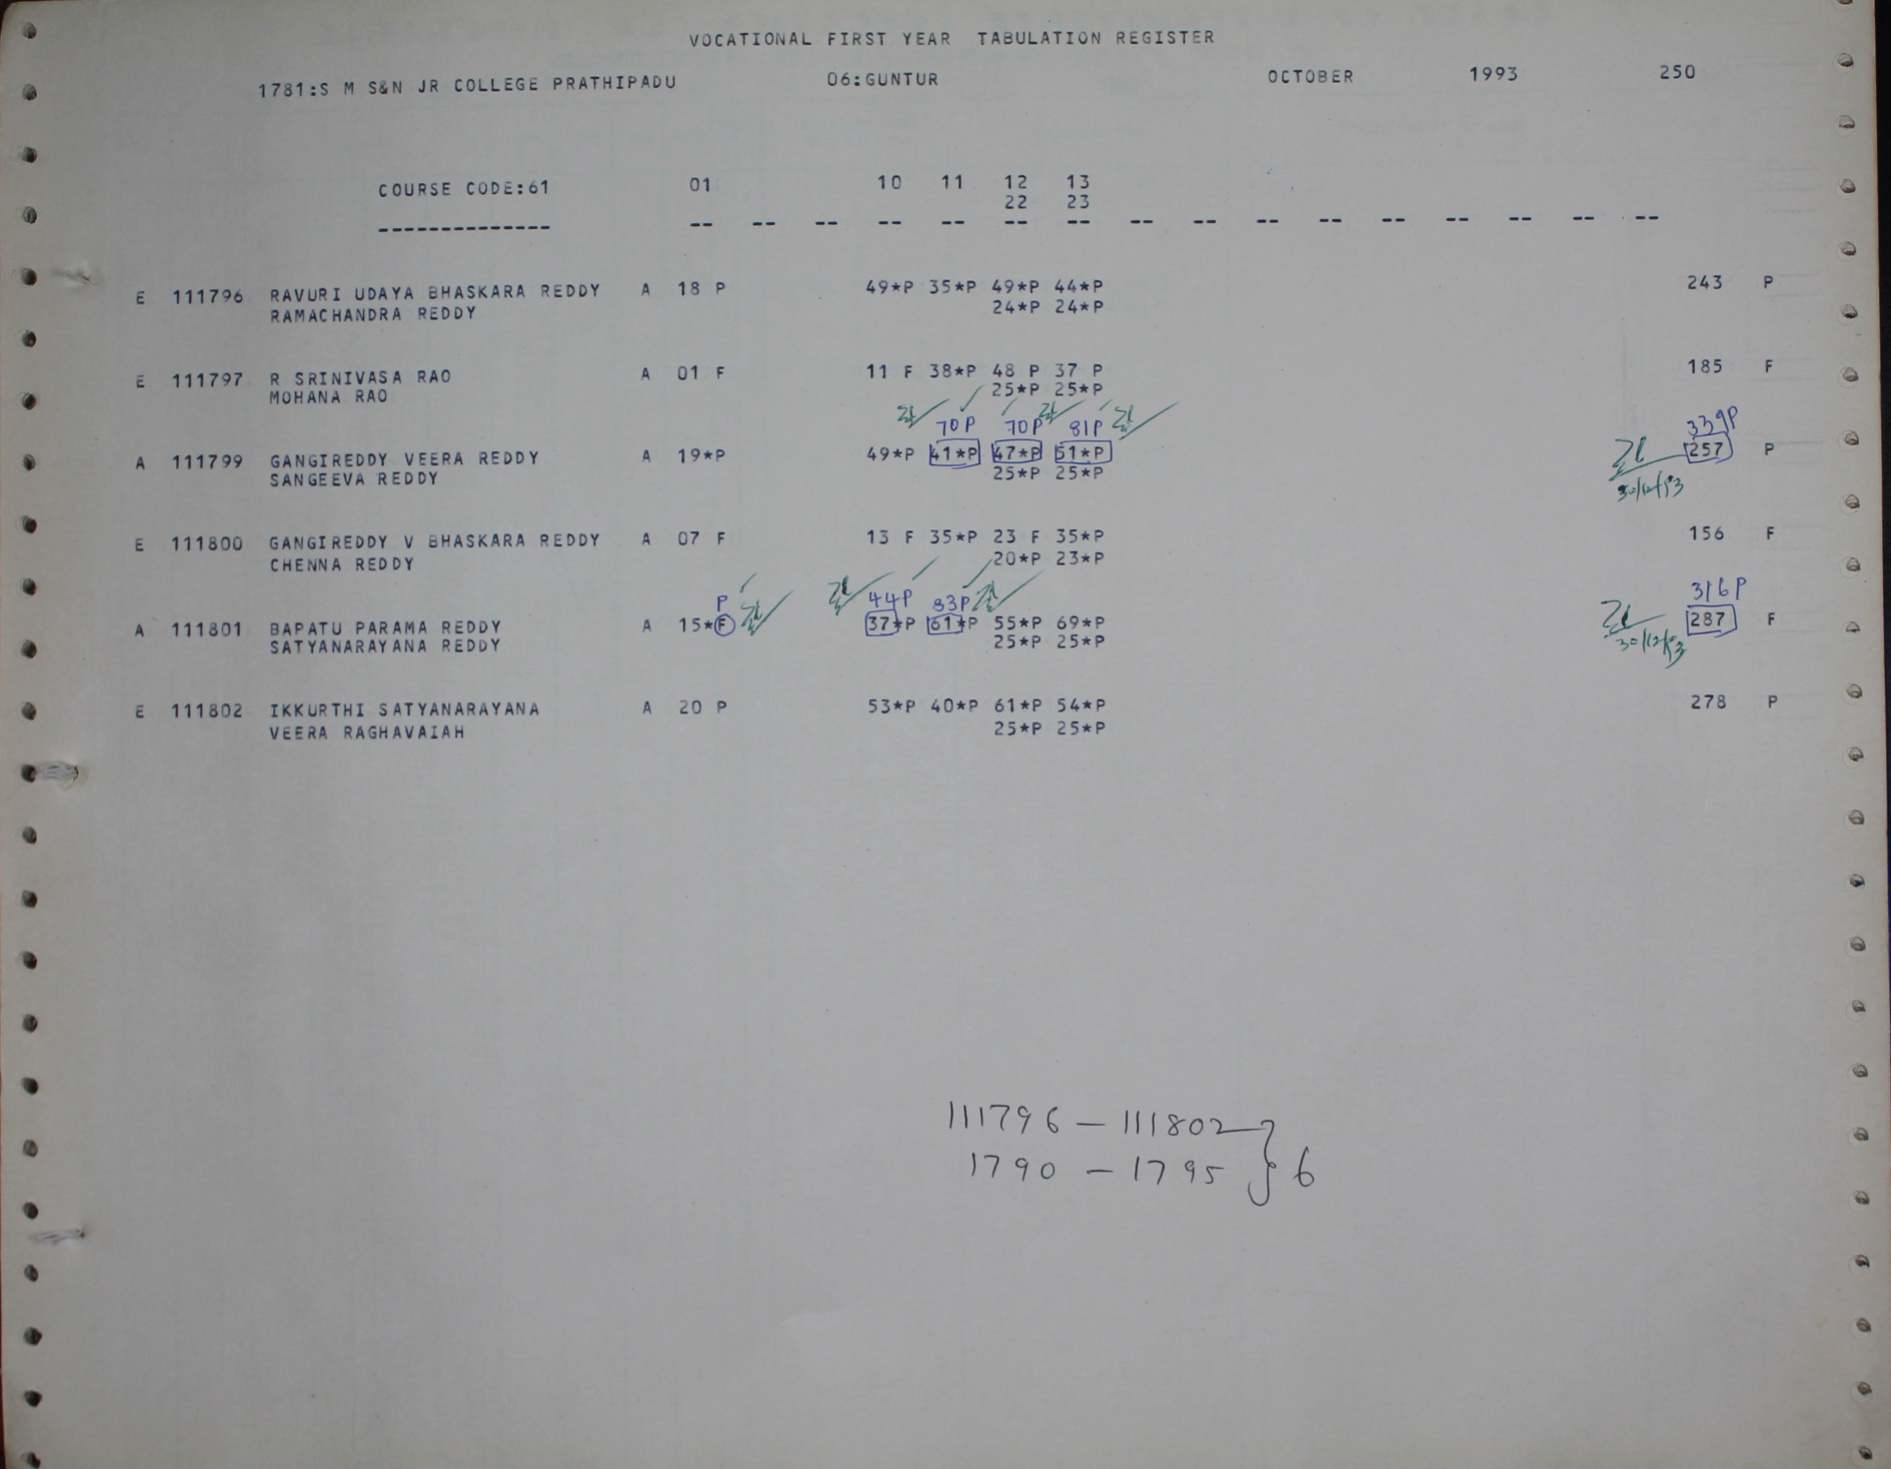 VOCATIONAL FIRST YEAR TABULATION REGISTER
1781:S M S&N JR COLLEGE PRATHIPADU 06:GUNTUR OCTOBER 1993 250
COURSE CODE:61 01 10 11 12 13
22 23
-------------- -- -- -- -- -- -- -- -- -- -- -- -- -- -- -- --
E 111796 RAVURI UDAYA BHASKARA REDDY A 18 P 49*P 35*P 49*P 44*P 243 P
RAMACHANDRA REDDY 24*P 24*P
E 111797 R SRINIVASA RAO A 01 F 11 F 38*P 48 P 37 P 185 F
MOHANA RAO 25*P 25*P
70P 70P 81P 339P
A 111799 GANGIREDDY VEERA REDDY A 19*P 49*P 41*P 47*P 51*P 257 P
SANGEEVA REDDY 25*P 25*P
30/12/93
E 111800 GANGIREDDY V BHASKARA REDDY A 07 F 13 F 35*P 23 F 35*P 156 F
CHENNA REDDY 20*P 23*P
P 44P 83P 316P
A 111801 BAPATU PARAMA REDDY A 15*F 37*P 61*P 55*P 69*P 287 F
SATYANARAYANA REDDY 25*P 25*P
30/12/93
E 111802 IKKURTHI SATYANARAYANA A 20 P 53*P 40*P 61*P 54*P 278 P
VEERA RAGHAVAIAH 25*P 25*P
111796 — 111802
1790 — 1795 } 6